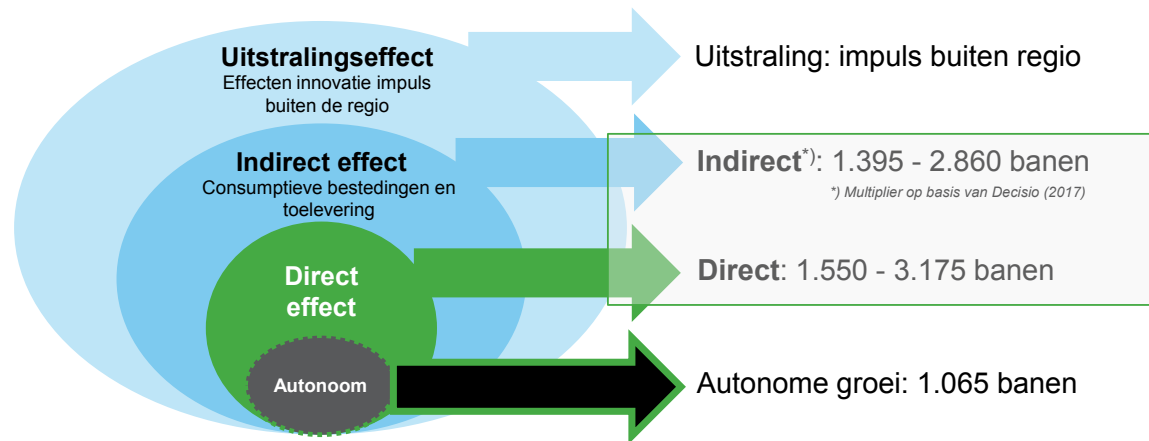 Uitstralingseffect
Effecten innovatie impuls
buiten de regio
Uitstraling: impuls buiten regio
Indirect effect
Consumptieve bestedingen en
toelevering
Indirect*): 1.395 - 2.860 banen
*) Multiplier op basis van Decisio (2017)
Direct
effect
Direct: 1.550 - 3.175 banen
Autonoom
Autonome groei: 1.065 banen